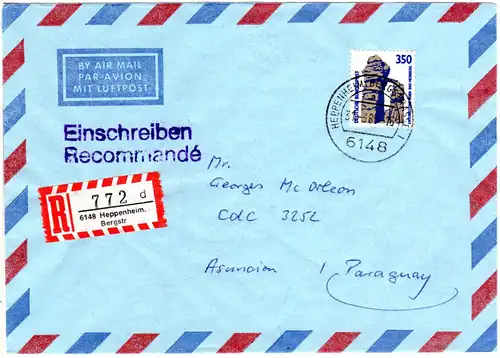 BY AIR MAIL
PAR-AVION
MIT LUFTPOST
350
HEPPENHEIM
6148
Einschreiben
Recommandé
R 772 d
6148 Heppenheim,
Bergstr
Mr.
Georges Mc Orleon
CdC 3252
Asuncion / Paraguay